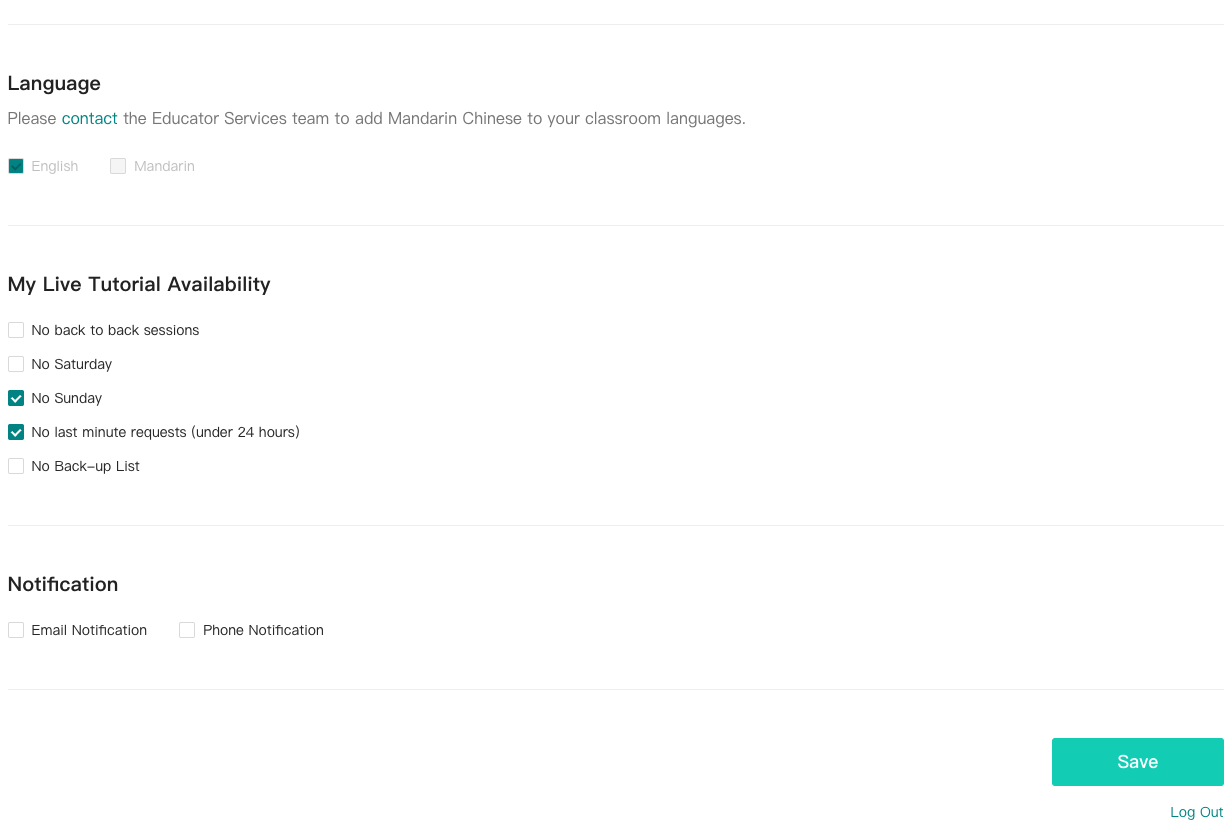 Language
Please contact the Educator Services team to add Mandarin Chinese to your classroom languages.
English Mandarin
My Live Tutorial Availability
No back to back sessions
No Saturday
No Sunday
No last minute requests (under 24 hours)
No Back-up List
Notification
Email Notification Phone Notification
Save
Log Out